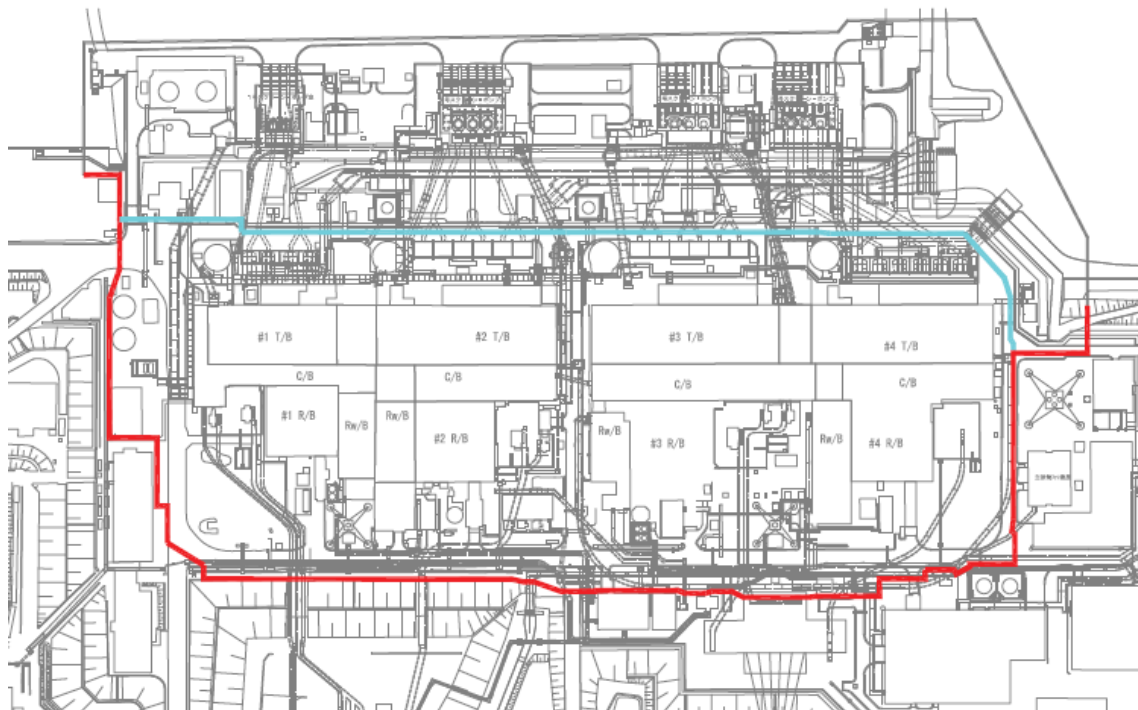 #1 T/B
#2 T/B
#3 T/B
#4 T/B
C/B
C/B
C/B
C/B
#1 R/B
Rw/B
Rw/B
#2 R/B
Rw/B
#3 R/B
Rw/B
#4 R/B